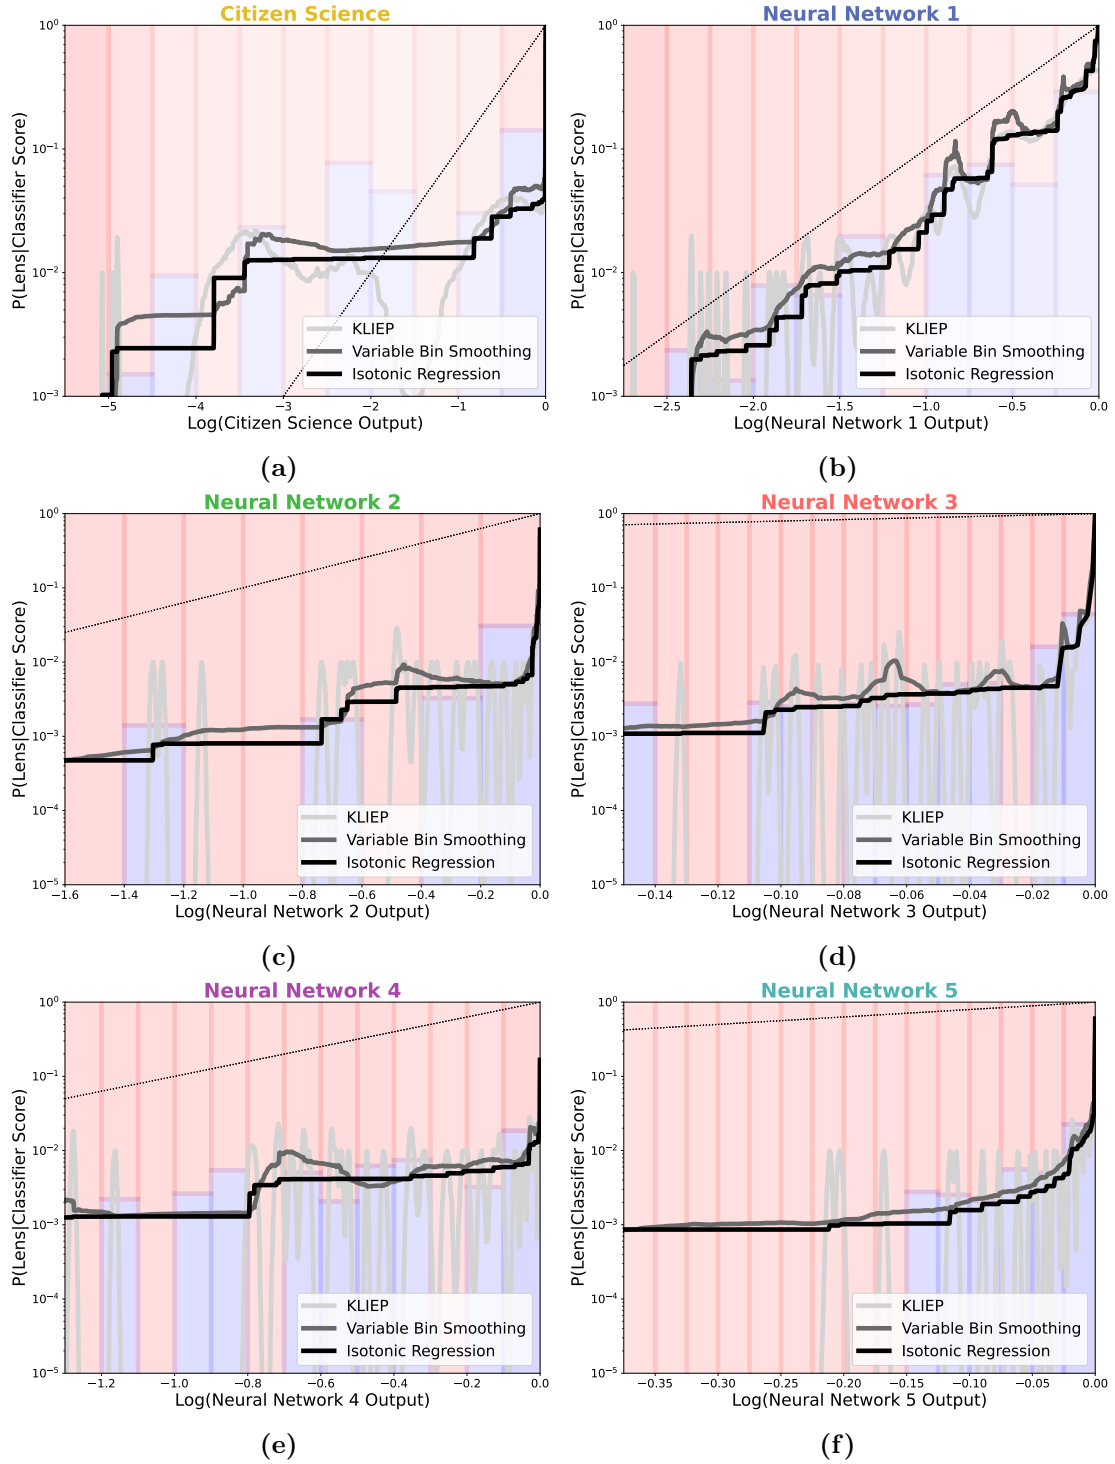 Citizen Science
10⁰
10⁻¹
10⁻²
10⁻³
P(Lens|Classifier Score)
KLIEP
Variable Bin Smoothing
Isotonic Regression
−5 −4 −3 −2 −1 0
Log(Citizen Science Output)
(a)
Neural Network 1
10⁰
10⁻¹
10⁻²
10⁻³
P(Lens|Classifier Score)
KLIEP
Variable Bin Smoothing
Isotonic Regression
−2.5 −2.0 −1.5 −1.0 −0.5 0.0
Log(Neural Network 1 Output)
(b)
Neural Network 2
10⁰
10⁻¹
10⁻²
10⁻³
10⁻⁴
10⁻⁵
P(Lens|Classifier Score)
KLIEP
Variable Bin Smoothing
Isotonic Regression
−1.6 −1.4 −1.2 −1.0 −0.8 −0.6 −0.4 −0.2 0.0
Log(Neural Network 2 Output)
(c)
Neural Network 3
10⁰
10⁻¹
10⁻²
10⁻³
10⁻⁴
10⁻⁵
P(Lens|Classifier Score)
KLIEP
Variable Bin Smoothing
Isotonic Regression
−0.14 −0.12 −0.10 −0.08 −0.06 −0.04 −0.02 0.00
Log(Neural Network 3 Output)
(d)
Neural Network 4
10⁰
10⁻¹
10⁻²
10⁻³
10⁻⁴
10⁻⁵
P(Lens|Classifier Score)
KLIEP
Variable Bin Smoothing
Isotonic Regression
−1.2 −1.0 −0.8 −0.6 −0.4 −0.2 0.0
Log(Neural Network 4 Output)
(e)
Neural Network 5
10⁰
10⁻¹
10⁻²
10⁻³
10⁻⁴
10⁻⁵
P(Lens|Classifier Score)
KLIEP
Variable Bin Smoothing
Isotonic Regression
−0.35 −0.30 −0.25 −0.20 −0.15 −0.10 −0.05 0.00
Log(Neural Network 5 Output)
(f)